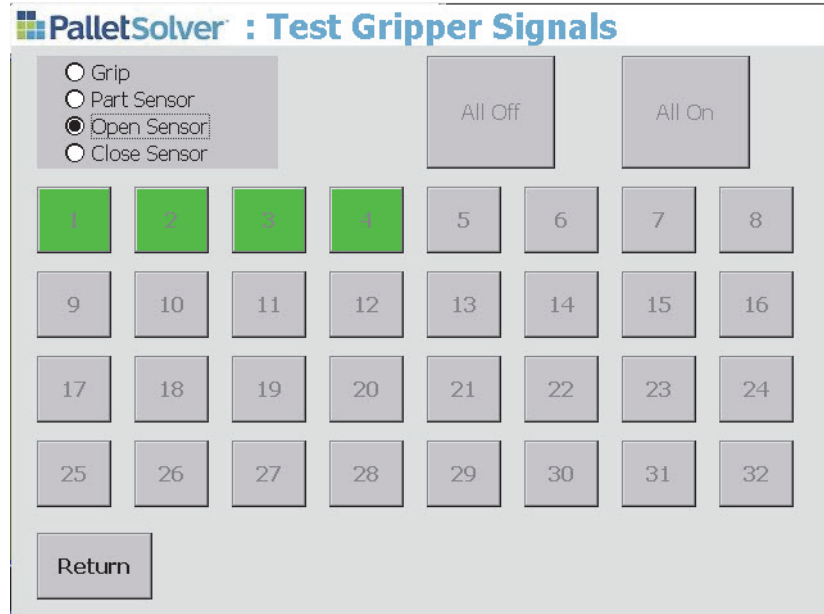 PalletSolver : Test Gripper Signals
Grip
Part Sensor
Open Sensor
Close Sensor
All Off All On
1 2 3 4 5 6 7 8
9 10 11 12 13 14 15 16
17 18 19 20 21 22 23 24
25 26 27 28 29 30 31 32
Return